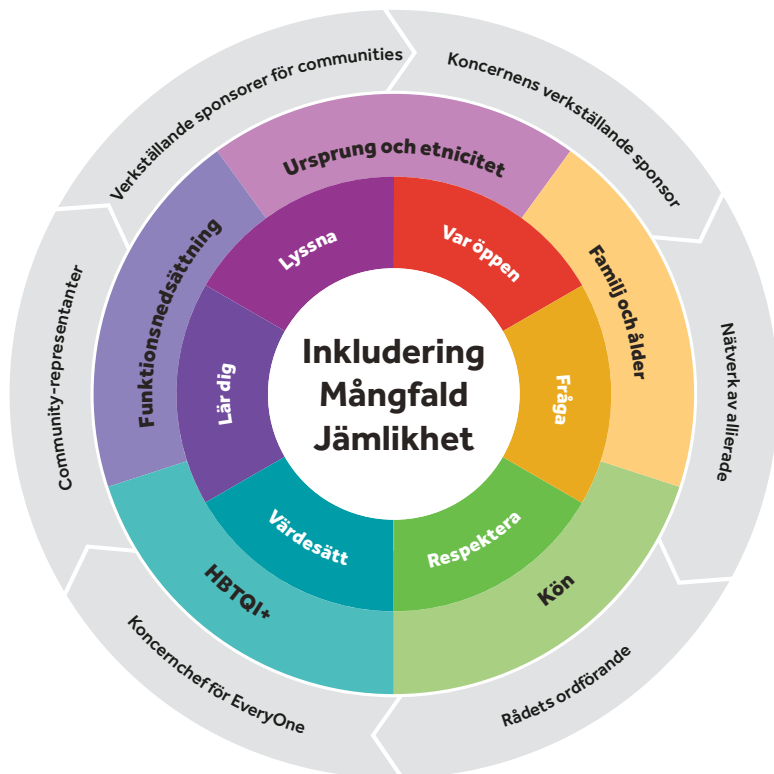 Verkställande sponsorer för communities
Koncernens verkställande sponsor
Nätverk av allierade
Rådets ordförande
Koncernchef för EveryOne
Community-representanter
Ursprung och etnicitet
Familj och ålder
Kön
HBTQI+
Funktionsnedsättning
Lyssna
Var öppen
Fråga
Respektera
Värdesätt
Lär dig
Inkludering
Mångfald
Jämlikhet